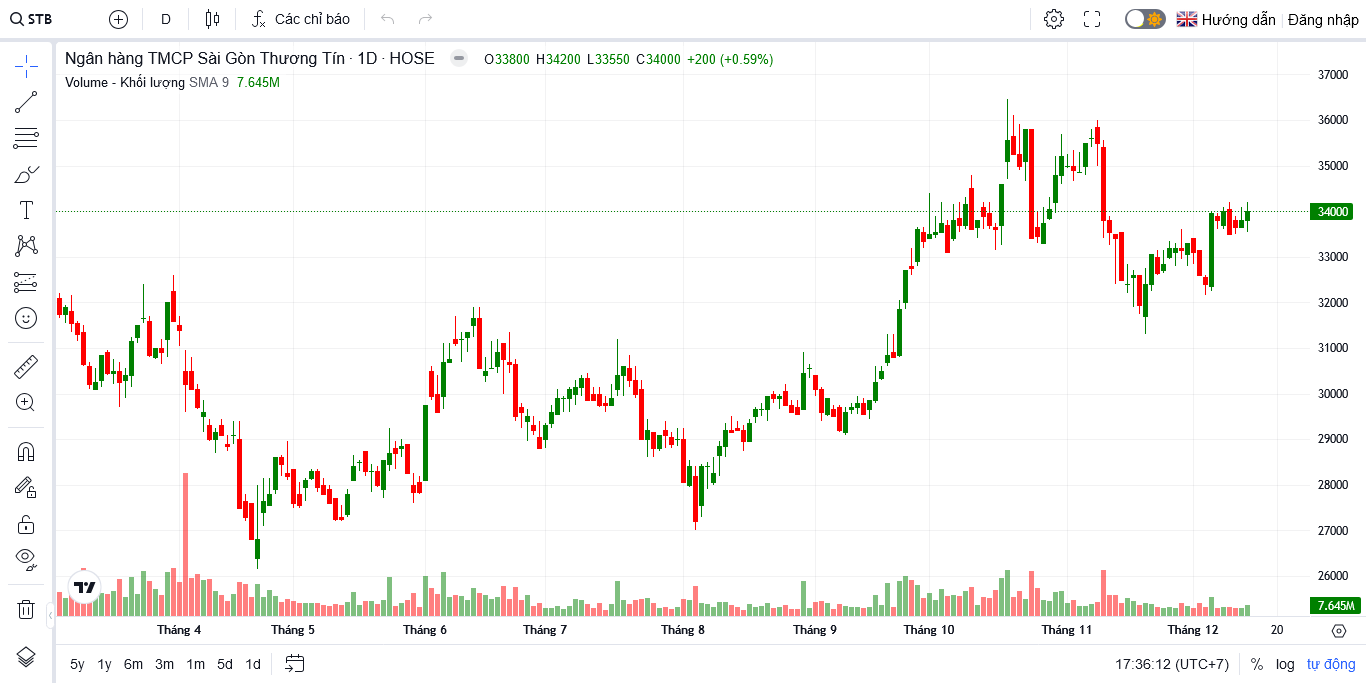 STB D Các chỉ báo Hướng dẫn Đăng nhập
Ngân hàng TMCP Sài Gòn Thương Tín · 1D · HOSE O33800 H34200 L33550 C34000 +200 (+0.59%)
Volume - Khối lượng SMA 9 7.645M
37000
36000
35000
34000
33000
32000
31000
30000
29000
28000
27000
26000
7.645M
Tháng 4 Tháng 5 Tháng 6 Tháng 7 Tháng 8 Tháng 9 Tháng 10 Tháng 11 Tháng 12 20
5y 1y 6m 3m 1m 5d 1d 17:36:12 (UTC+7) % log tự động